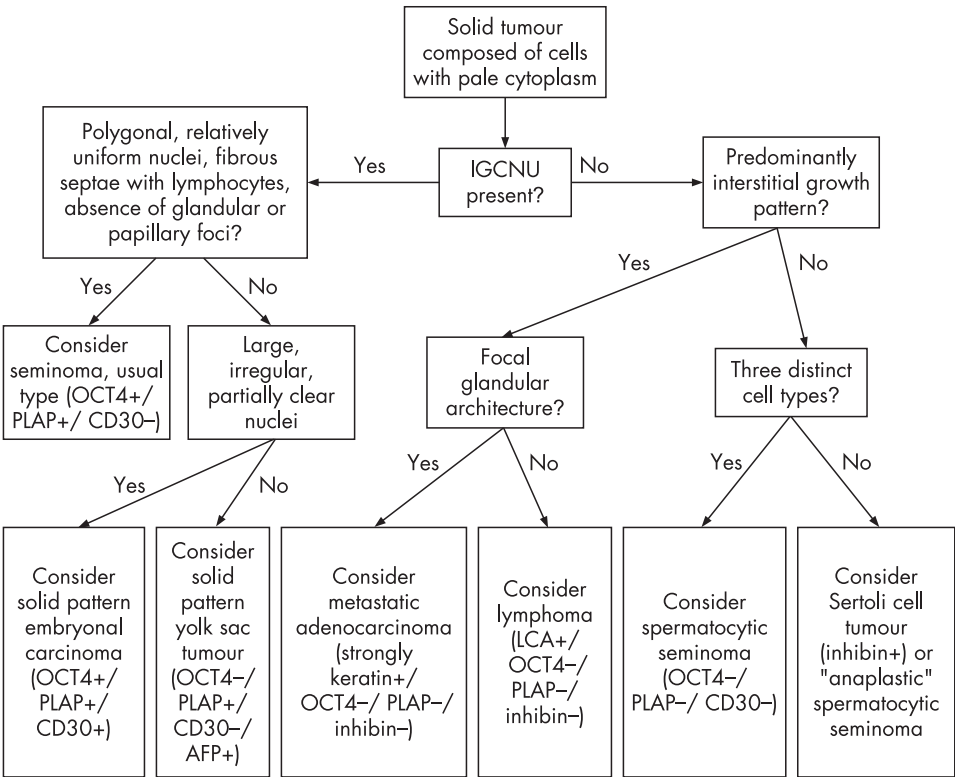 Solid tumour
composed of cells
with pale cytoplasm
Polygonal, relatively
uniform nuclei, fibrous
septae with lymphocytes,
absence of glandular or
papillary foci?
Yes
IGCNU
present?
No
Predominantly
interstitial growth
pattern?
Yes
No
Yes
No
Consider
seminoma, usual
type (OCT4+/
PLAP+/ CD30–)
Large,
irregular,
partially clear
nuclei
Focal
glandular
architecture?
Three distinct
cell types?
Yes
No
Yes
No
Yes
No
Consider
solid pattern
embryonal
carcinoma
(OCT4+/
PLAP+/
CD30+)
Consider
solid
pattern
yolk sac
tumour
(OCT4–/
PLAP+/
CD30–/
AFP+)
Consider
metastatic
adenocarcinoma
(strongly
keratin+/
OCT4–/ PLAP–/
inhibin–)
Consider
lymphoma
(LCA+/
OCT4–/
PLAP–/
inhibin–)
Consider
spermatocytic
seminoma
(OCT4–/
PLAP–/ CD30–)
Consider
Sertoli cell
tumour
(inhibin+) or
"anaplastic"
spermatocytic
seminoma